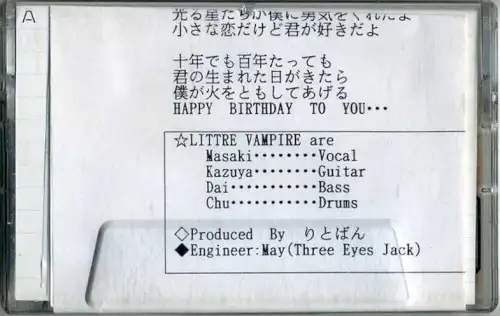 A
光る星たちが僕に勇気をくれたよ
小さな恋だけど君が好きだよ
十年でも百年たっても
君の生まれた日がきたら
僕が火をともしてあげる
HAPPY BIRTHDAY TO YOU…
☆LITTRE VAMPIRE are
Masaki………Vocal
Kazuya………Guitar
Dai…………Bass
Chu…………Drums
◇Produced By りとばん
◆Engineer:May(Three Eyes Jack)